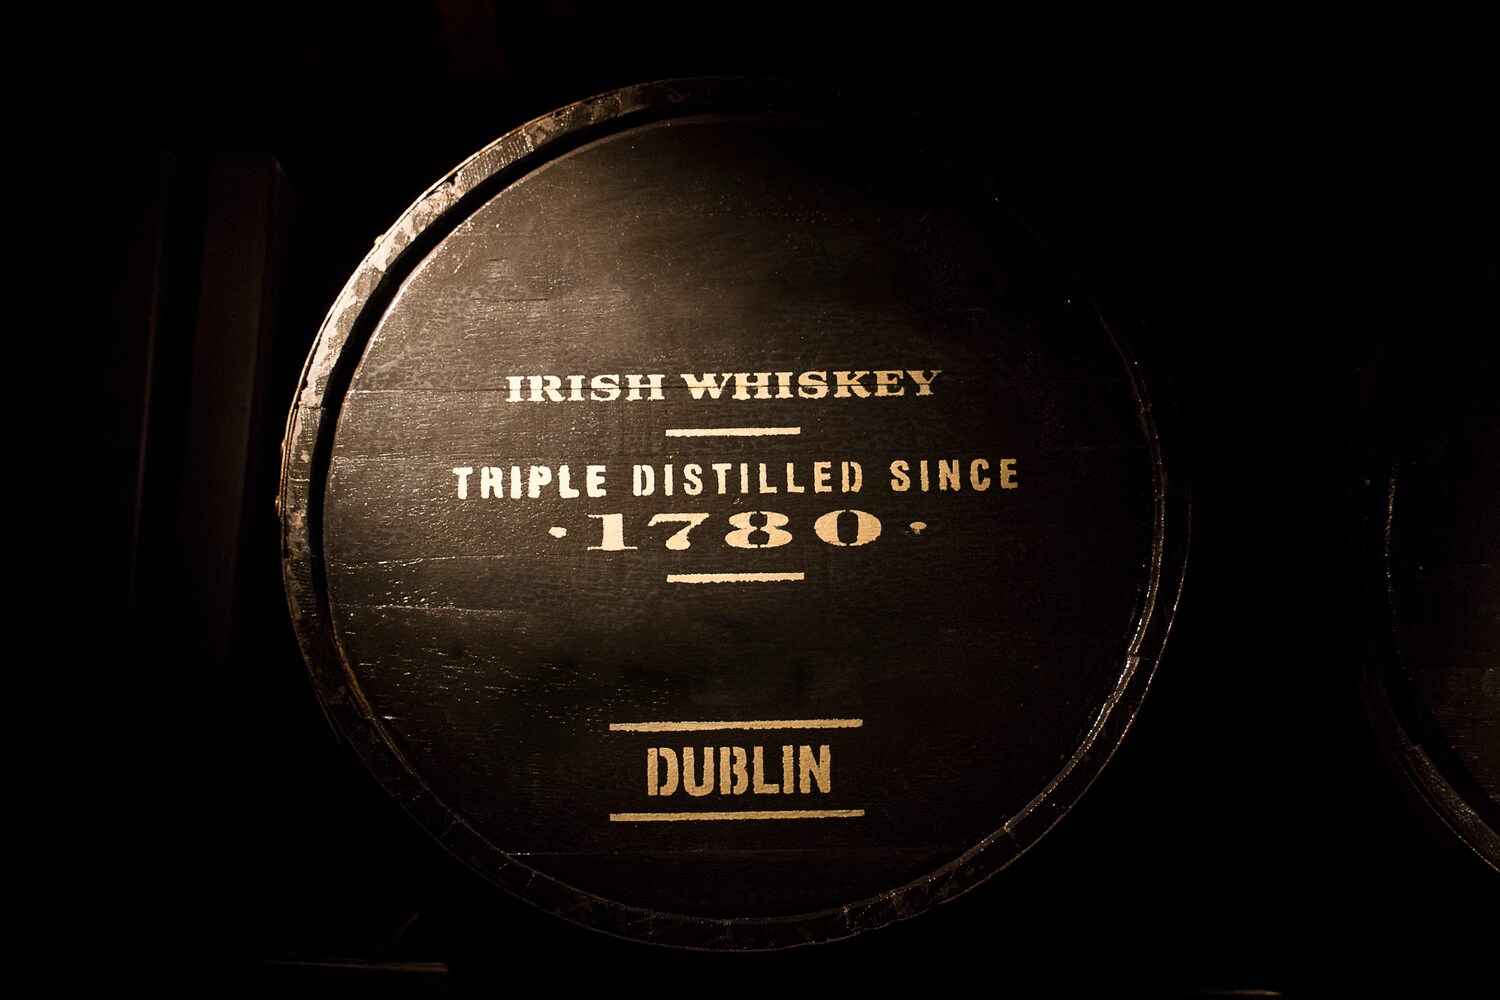 IRISH WHISKEY
TRIPLE DISTILLED SINCE
·1780·
DUBLIN